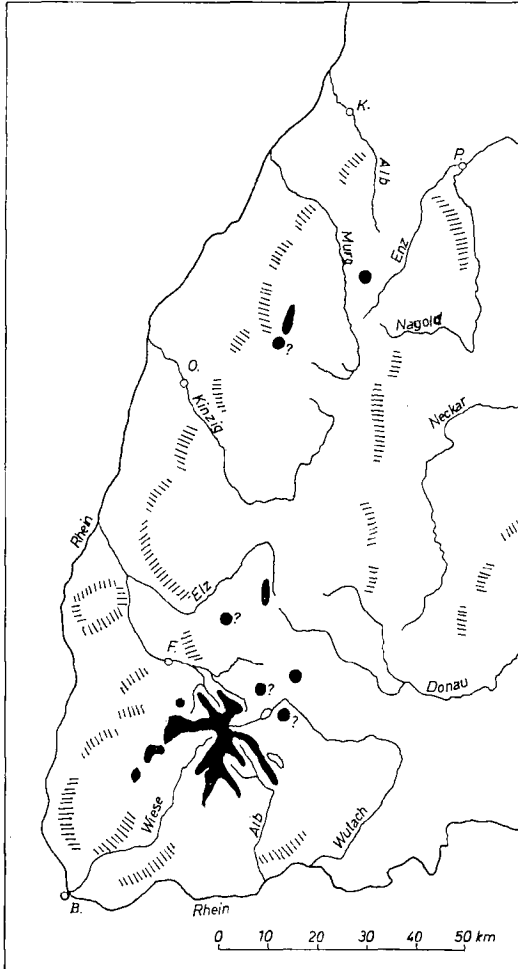 K.
Alb
P.
Murg
Enz
?
Nagold
O.
Kinzig
Neckar
Rhein
Elz
?
F.
?
Donau
?
Wiese
Alb
Wutach
B.
Rhein
0 10 20 30 40 50 km